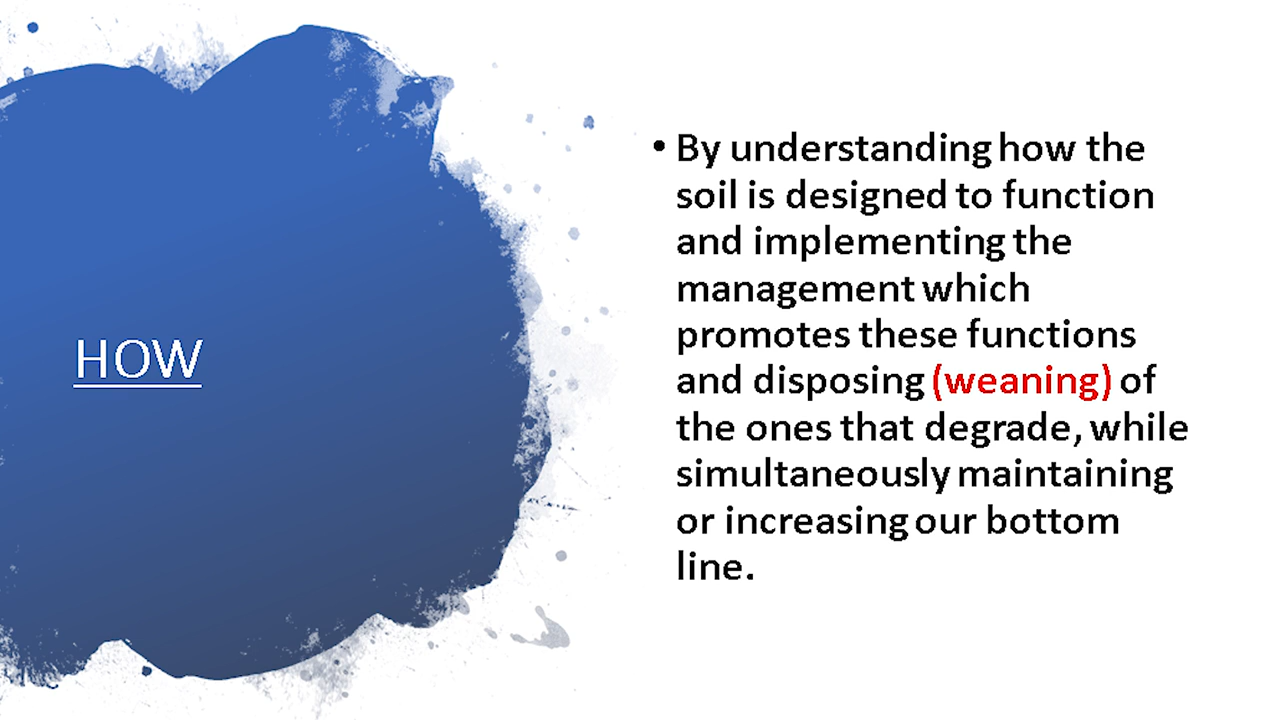 HOW
• By understanding how the
soil is designed to function
and implementing the
management which
promotes these functions
and disposing (weaning) of
the ones that degrade, while
simultaneously maintaining
or increasing our bottom
line.